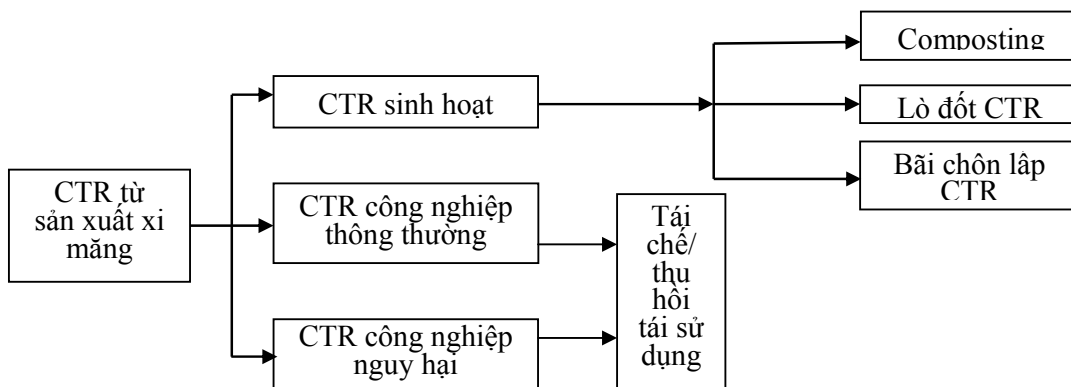 CTR từ
sản xuất xi
măng
CTR sinh hoạt
CTR công nghiệp
thông thường
CTR công nghiệp
nguy hại
Tái
chế/
thu
hồi
tái sử
dụng
Composting
Lò đốt CTR
Bãi chôn lấp
CTR